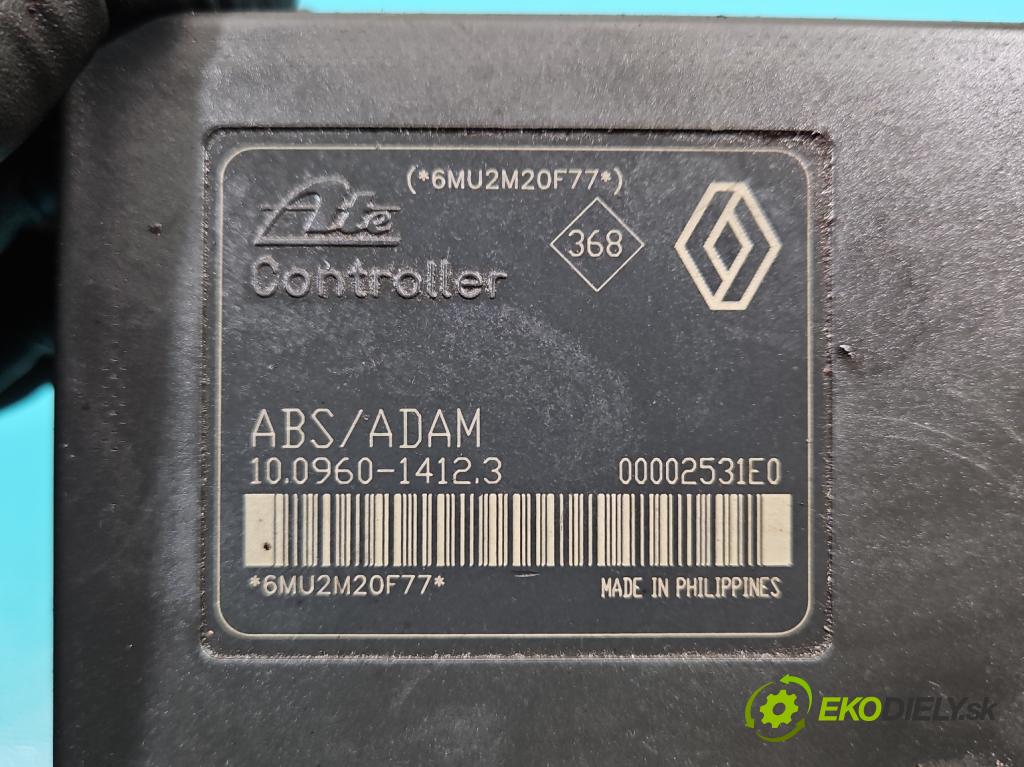 (*6MU2M20F77*)
Ate
368
Controller
ABS/ADAM
10.0960-1412.3 00002531E0
*6MU2M20F77* MADE IN PHILIPPINES
EKODIELY.sk